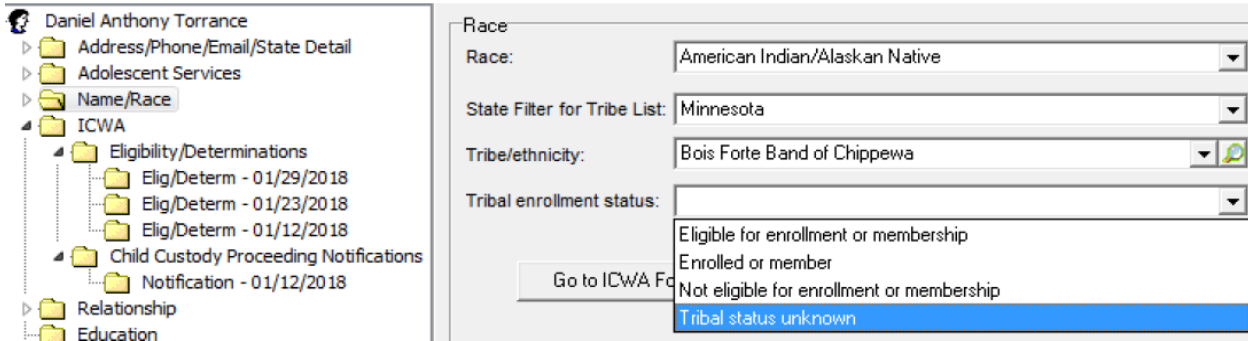 Daniel Anthony Torrance
Address/Phone/Email/State Detail
Adolescent Services
Name/Race
ICWA
Eligibility/Determinations
Elig/Determ - 01/29/2018
Elig/Determ - 01/23/2018
Elig/Determ - 01/12/2018
Child Custody Proceeding Notifications
Notification - 01/12/2018
Relationship
Education
Race
Race: American Indian/Alaskan Native
State Filter for Tribe List: Minnesota
Tribe/ethnicity: Bois Forte Band of Chippewa
Tribal enrollment status:
Eligible for enrollment or membership
Enrolled or member
Not eligible for enrollment or membership
Tribal status unknown
Go to ICWA Fo